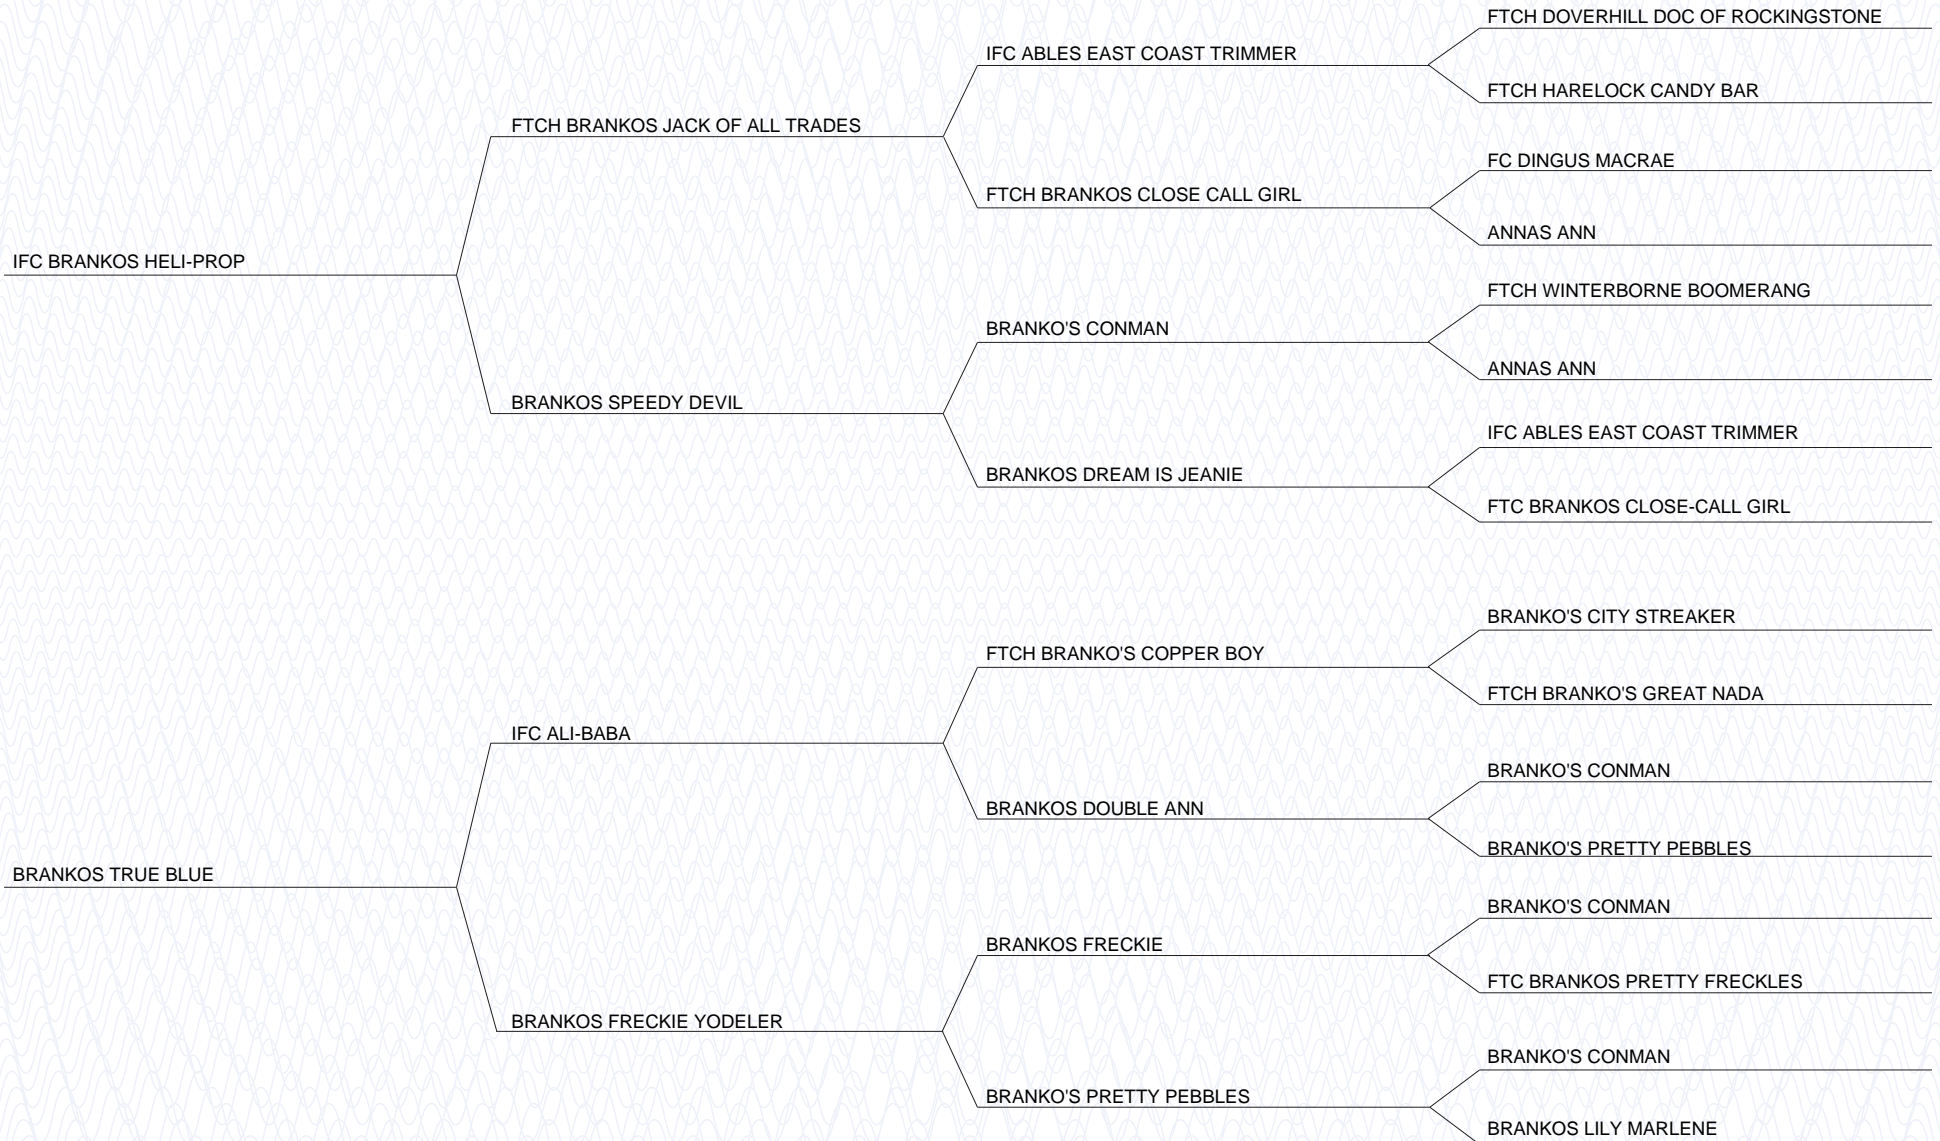 FTCH DOVERHILL DOC OF ROCKINGSTONE
IFC ABLES EAST COAST TRIMMER
FTCH HARELOCK CANDY BAR
FTCH BRANKOS JACK OF ALL TRADES
FC DINGUS MACRAE
FTCH BRANKOS CLOSE CALL GIRL
ANNAS ANN
IFC BRANKOS HELI-PROP
FTCH WINTERBORNE BOOMERANG
BRANKO'S CONMAN
ANNAS ANN
BRANKOS SPEEDY DEVIL
IFC ABLES EAST COAST TRIMMER
BRANKOS DREAM IS JEANIE
FTC BRANKOS CLOSE-CALL GIRL
BRANKO'S CITY STREAKER
FTCH BRANKO'S COPPER BOY
FTCH BRANKO'S GREAT NADA
IFC ALI-BABA
BRANKO'S CONMAN
BRANKOS DOUBLE ANN
BRANKO'S PRETTY PEBBLES
BRANKOS TRUE BLUE
BRANKO'S CONMAN
BRANKOS FRECKIE
FTC BRANKOS PRETTY FRECKLES
BRANKOS FRECKIE YODELER
BRANKO'S CONMAN
BRANKO'S PRETTY PEBBLES
BRANKOS LILY MARLENE